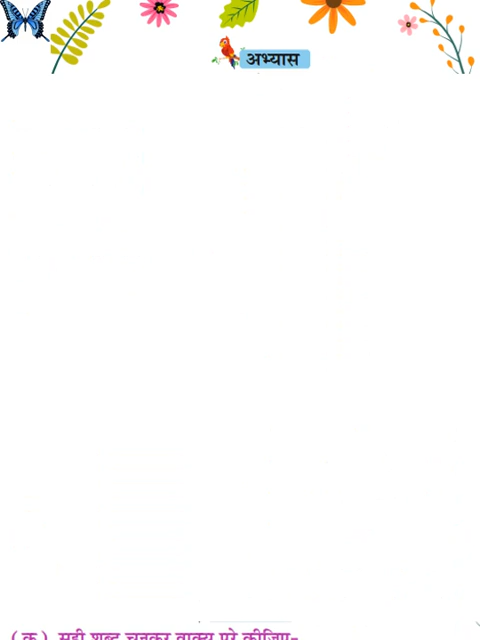 अभ्यास
(क) सही शब्द चुनकर वाक्य पूरे कीजिए-